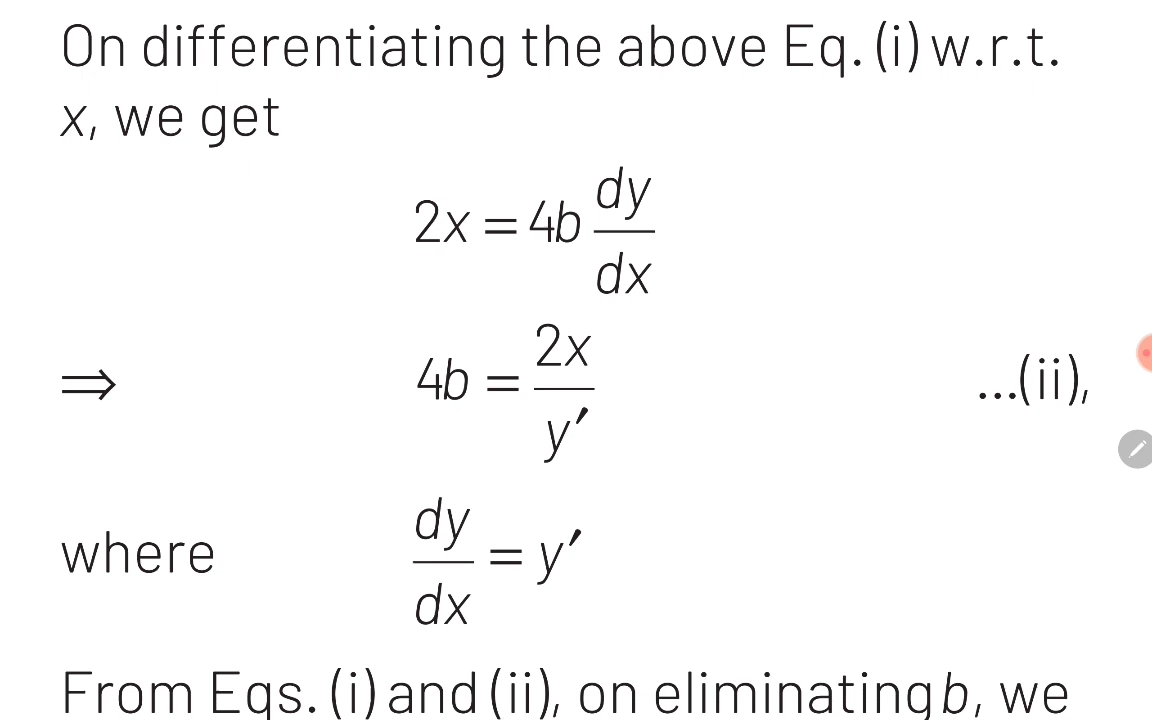 On differentiating the above Eq. (i) w.r.t.
x, we get
2x = 4b dy/dx
⇒ 4b = 2x/y′ ...(ii),
where dy/dx = y′
From Eqs. (i) and (ii), on eliminating b, we